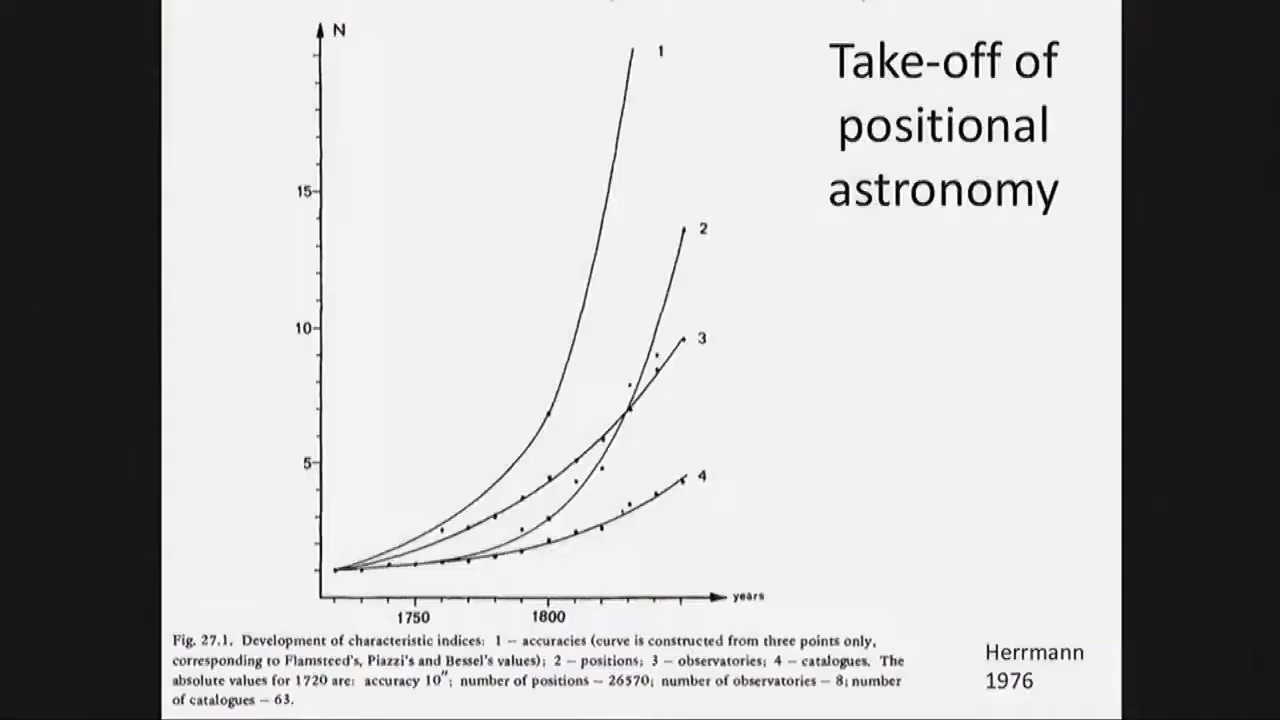 Take-off of
positional
astronomy
N
1
15
2
10
3
5
4
years
1750 1800
Fig. 27.1. Development of characteristic indices: 1 — accuracies (curve is constructed from three points only,
corresponding to Flamsteed's, Piazzi's and Bessel's values); 2 — positions; 3 — observatories; 4 — catalogues. The
absolute values for 1720 are: accuracy 10″; number of positions — 26570; number of observatories — 8; number
of catalogues — 63.
Herrmann
1976